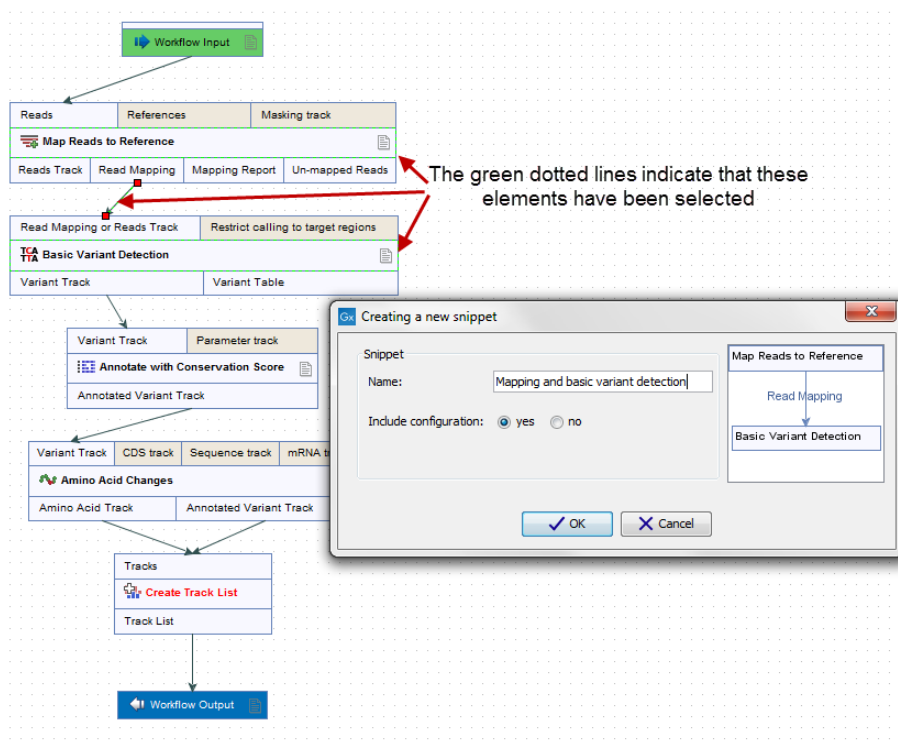 Workflow Input
Reads References Masking track
Map Reads to Reference
Reads Track Read Mapping Mapping Report Un-mapped Reads
The green dotted lines indicate that these
elements have been selected
Read Mapping or Reads Track Restrict calling to target regions
TCA
TTA
Basic Variant Detection
Variant Track Variant Table
Variant Track Parameter track
Annotate with Conservation Score
Annotated Variant Track
Variant Track CDS track Sequence track mRNA
Amino Acid Changes
Amino Acid Track Annotated Variant Track
Tracks
Create Track List
Track List
Workflow Output
Gx Creating a new snippet
Snippet
Name: Mapping and basic variant detection
Include configuration: yes no
OK Cancel
Map Reads to Reference
Read Mapping
Basic Variant Detection